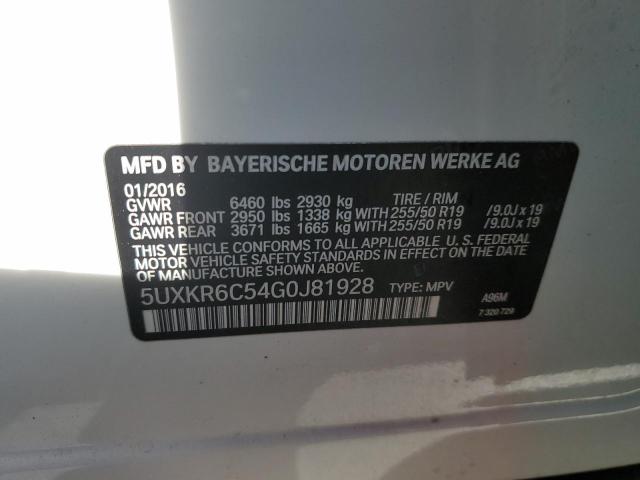 MFD BY BAYERISCHE MOTOREN WERKE AG
01/2016
GVWR 6460 lbs 2930 kg TIRE / RIM
GAWR FRONT 2950 lbs 1338 kg WITH 255/50 R19 /9.0J x 19
GAWR REAR 3671 lbs 1665 kg WITH 255/50 R19 /9.0J x 19
THIS VEHICLE CONFORMS TO ALL APPLICABLE U. S. FEDERAL
MOTOR VEHICLE SAFETY STANDARDS IN EFFECT ON THE
DATE OF MANUFACTURE SHOWN ABOVE.
5UXKR6C54G0J81928 TYPE: MPV A96M
7 320 729